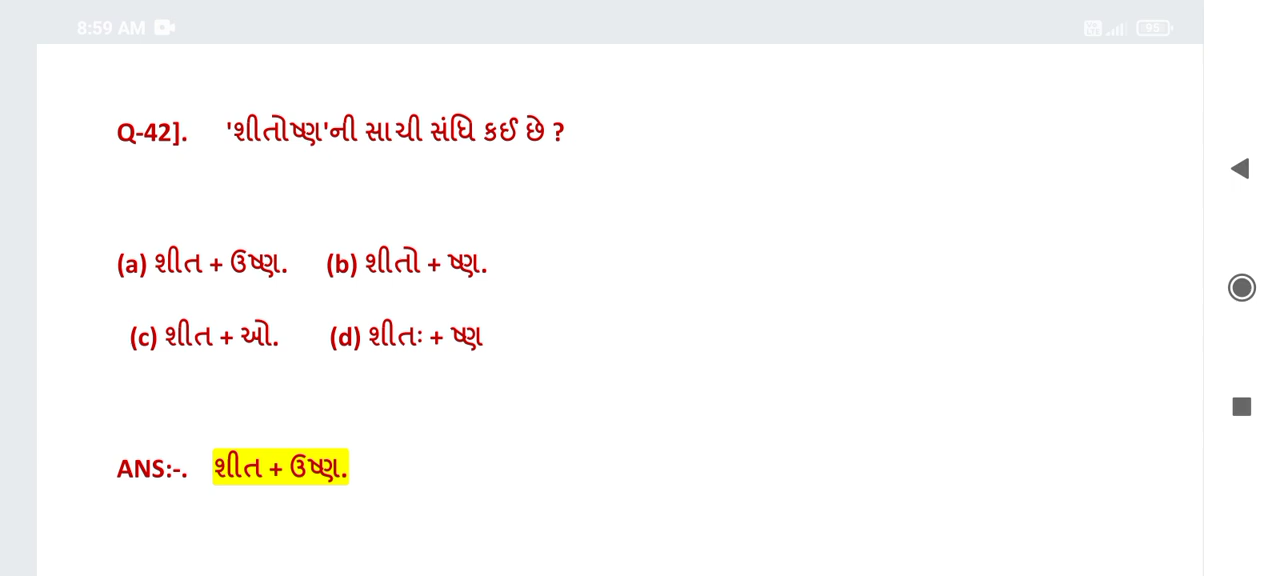 8:59 AM
95
Q-42]. 'શીતોષ્ણ'ની સાચી સંધિ કઈ છે ?
(a) શીત + ઉષ્ણ. (b) શીતો + ષ્ણ.
(c) શીત + ઓ. (d) શીતઃ + ષ્ણ
ANS:-. શીત + ઉષ્ણ.